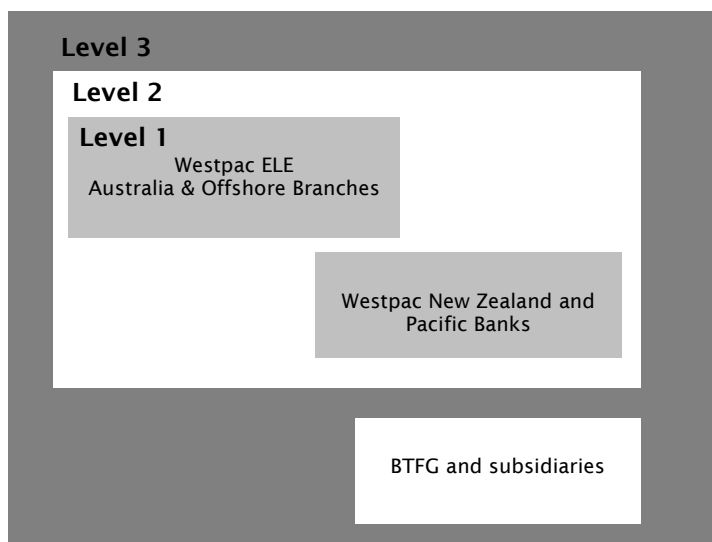 Level 3
Level 2
Level 1
Westpac ELE
Australia & Offshore Branches
Westpac New Zealand and
Pacific Banks
BTFG and subsidiaries